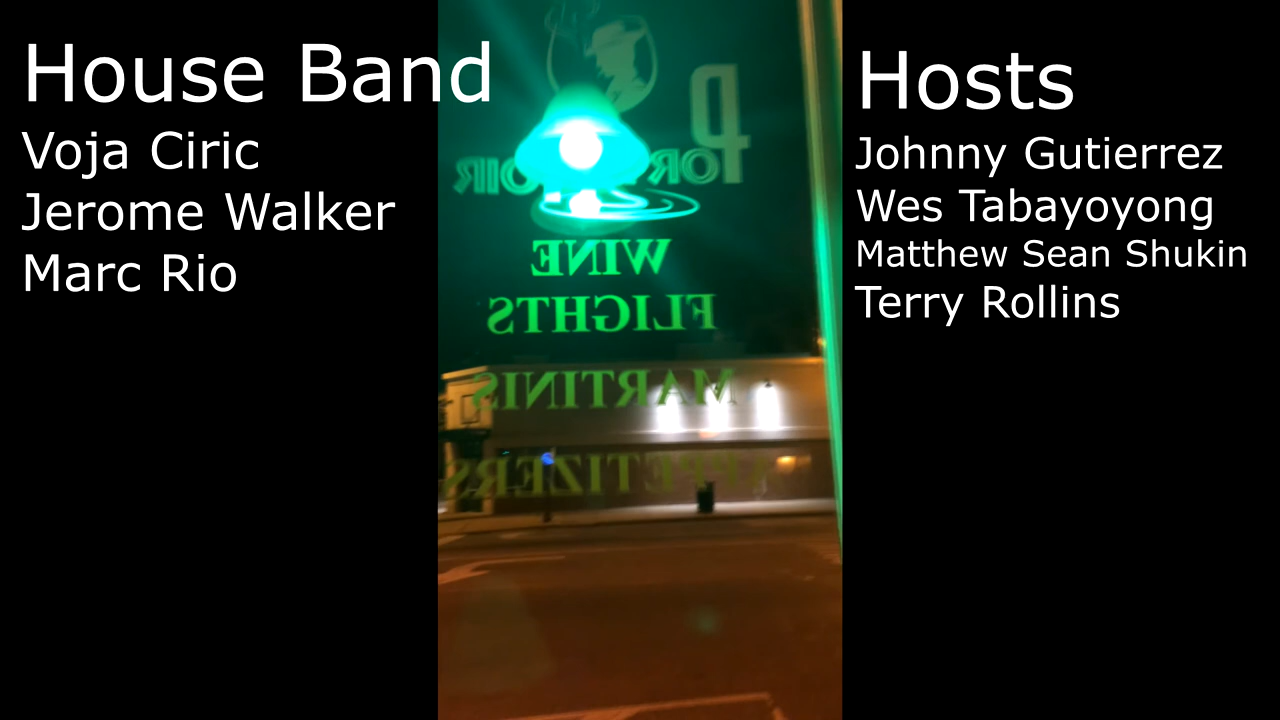 House Band
Voja Ciric
Jerome Walker
Marc Rio
WINE
FLIGHTS
MARTINIS
APPETIZERS
Hosts
Johnny Gutierrez
Wes Tabayoyong
Matthew Sean Shukin
Terry Rollins